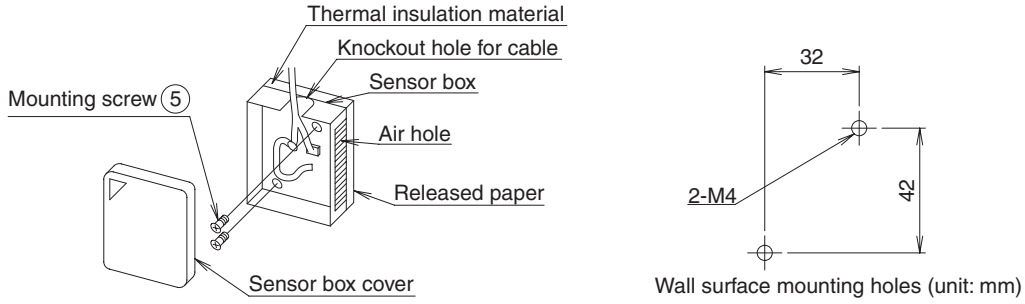 Thermal insulation material
Knockout hole for cable
Sensor box
Mounting screw ⑤
Air hole
Released paper
Sensor box cover
32
42
2-M4
Wall surface mounting holes (unit: mm)